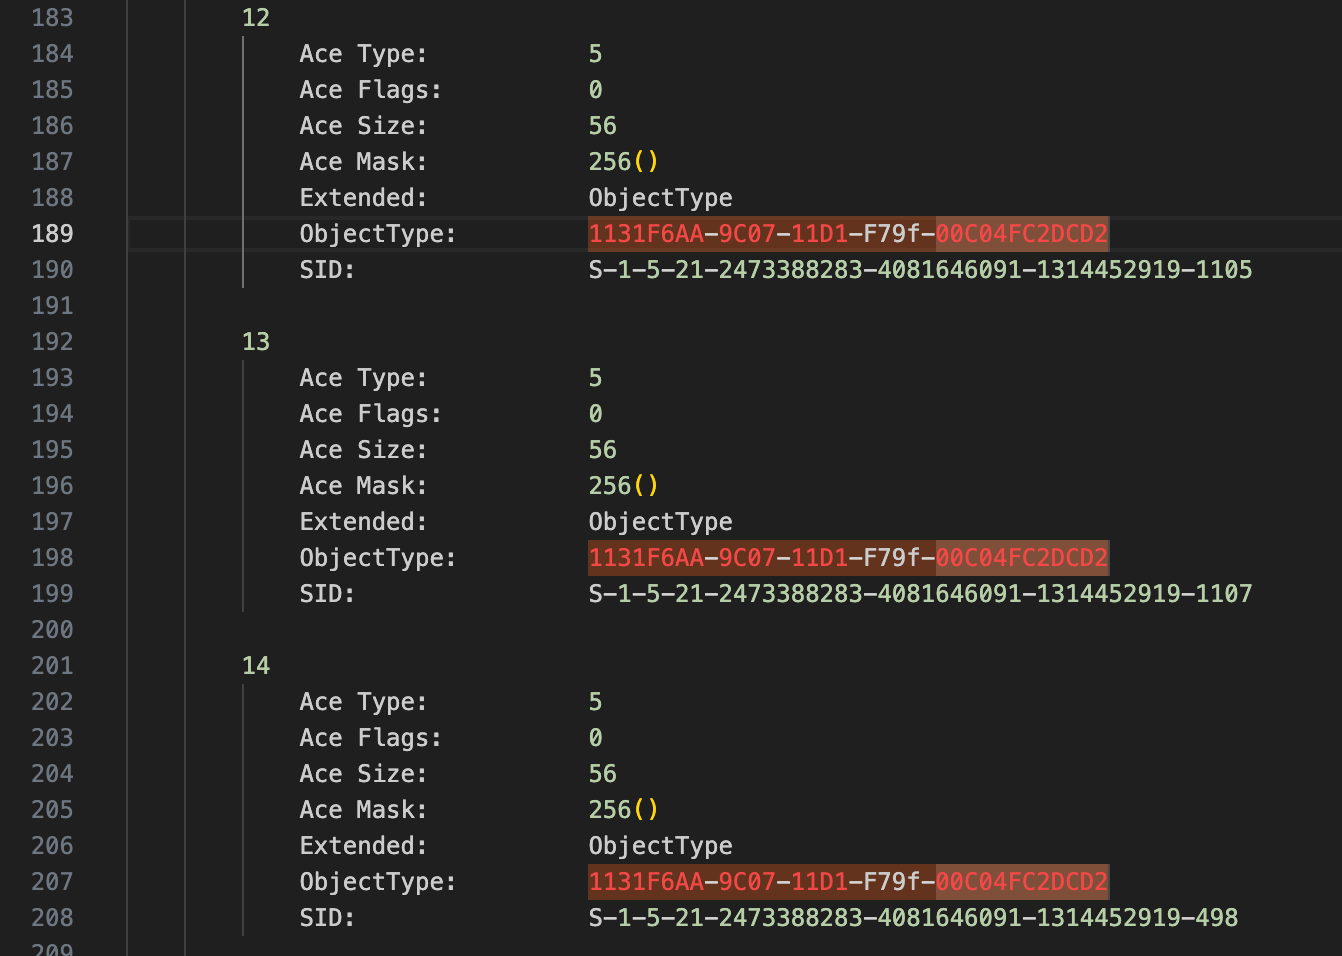 183 12
184 Ace Type: 5
185 Ace Flags: 0
186 Ace Size: 56
187 Ace Mask: 256()
188 Extended: ObjectType
189 ObjectType: 1131F6AA-9C07-11D1-F79f-00C04FC2DCD2
190 SID: S-1-5-21-2473388283-4081646091-1314452919-1105
191
192 13
193 Ace Type: 5
194 Ace Flags: 0
195 Ace Size: 56
196 Ace Mask: 256()
197 Extended: ObjectType
198 ObjectType: 1131F6AA-9C07-11D1-F79f-00C04FC2DCD2
199 SID: S-1-5-21-2473388283-4081646091-1314452919-1107
200
201 14
202 Ace Type: 5
203 Ace Flags: 0
204 Ace Size: 56
205 Ace Mask: 256()
206 Extended: ObjectType
207 ObjectType: 1131F6AA-9C07-11D1-F79f-00C04FC2DCD2
208 SID: S-1-5-21-2473388283-4081646091-1314452919-498
209